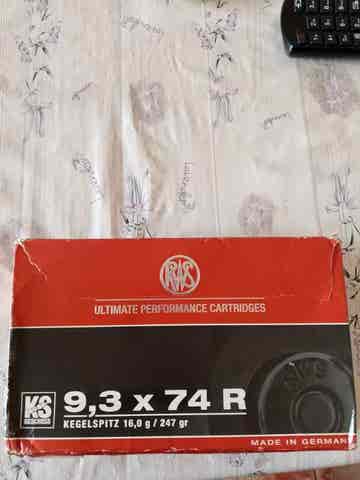 RWS
ULTIMATE PERFORMANCE CARTRIDGES
KS
9,3 x 74 R
KEGELSPITZ 16,0 g / 247 gr
MADE IN GERMANY